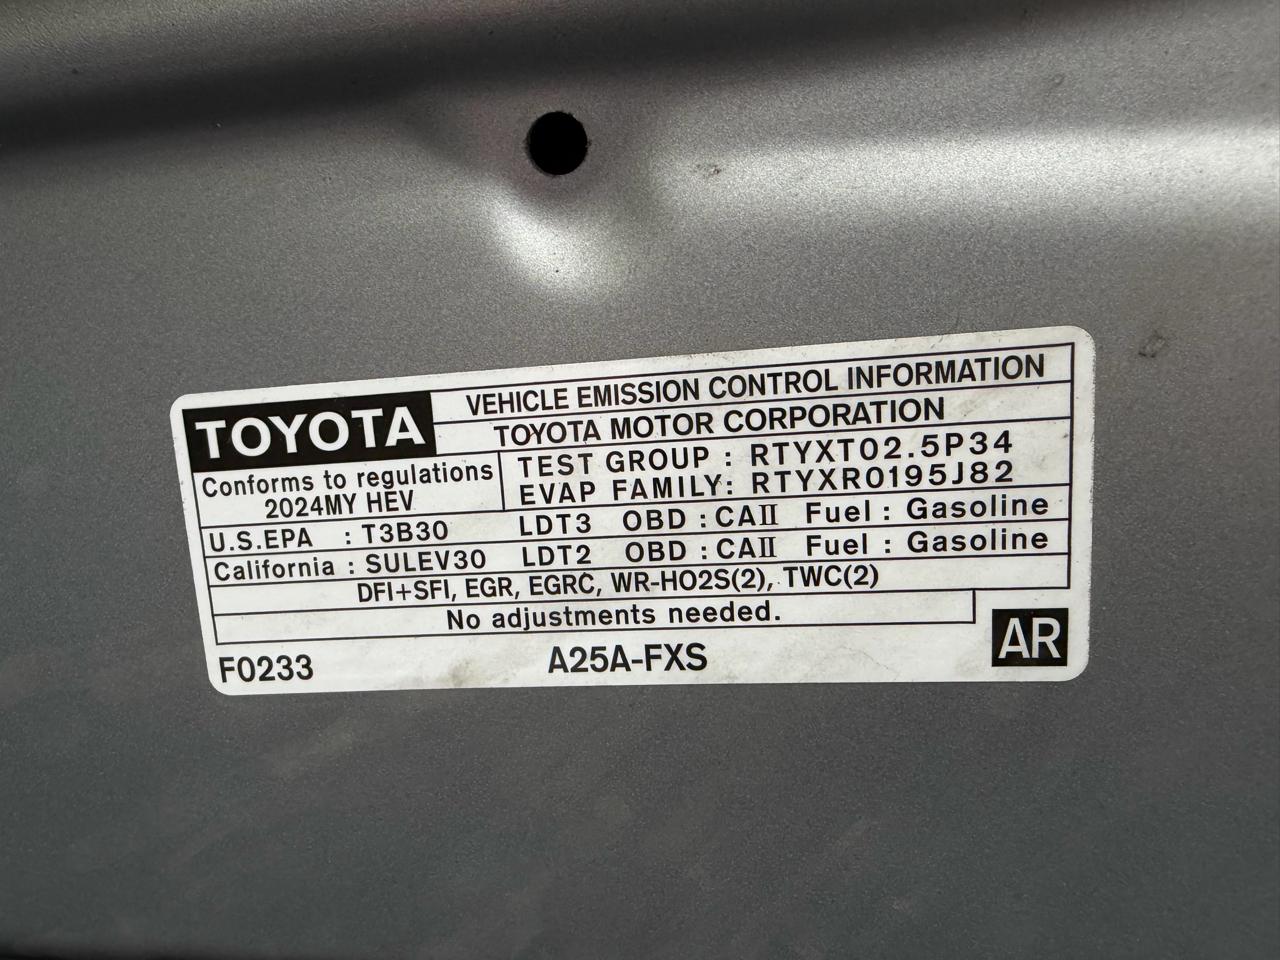 TOYOTA
VEHICLE EMISSION CONTROL INFORMATION
TOYOTA MOTOR CORPORATION
Conforms to regulations
2024MY HEV
TEST GROUP : RTYXT02.5P34
EVAP FAMILY: RTYXR0195J82
U.S.EPA : T3B30 LDT3 OBD : CAⅡ Fuel : Gasoline
California : SULEV30 LDT2 OBD : CAⅡ Fuel : Gasoline
DFI+SFI, EGR, EGRC, WR-HO2S(2), TWC(2)
No adjustments needed.
F0233 A25A-FXS AR